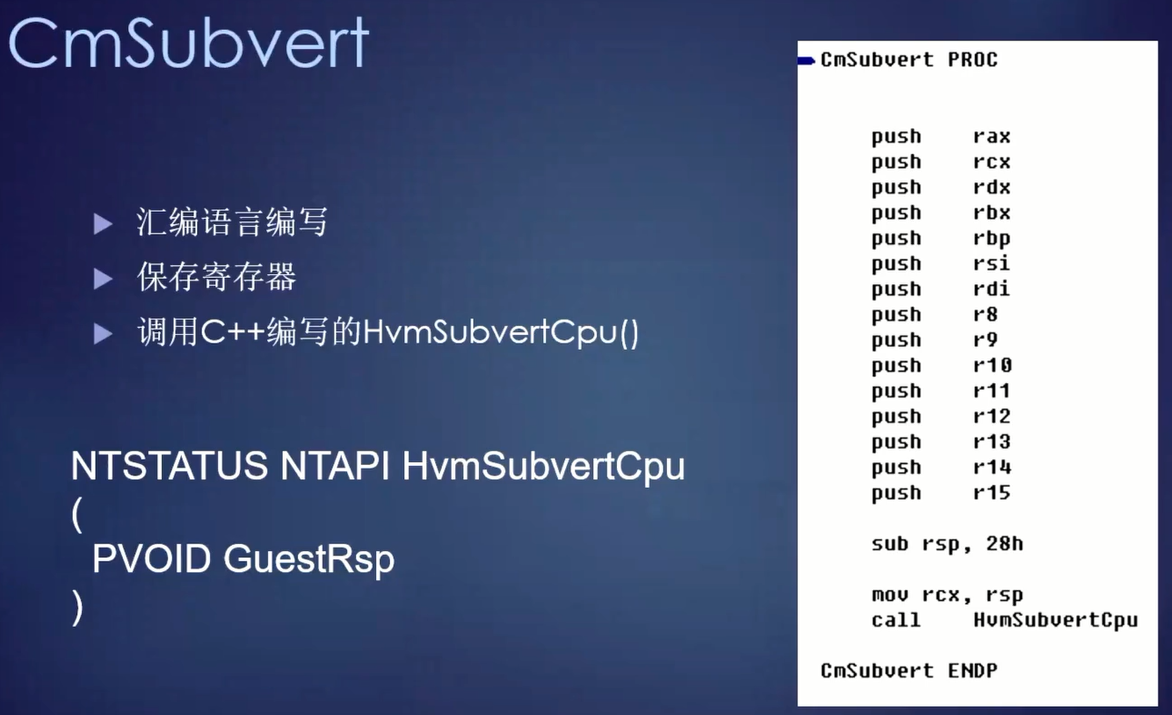 CmSubvert
汇编语言编写
保存寄存器
调用C++编写的HvmSubvertCpu()
NTSTATUS NTAPI HvmSubvertCpu
(
PVOID GuestRsp
)
CmSubvert PROC
push rax
push rcx
push rdx
push rbx
push rbp
push rsi
push rdi
push r8
push r9
push r10
push r11
push r12
push r13
push r14
push r15
sub rsp, 28h
mov rcx, rsp
call HvmSubvertCpu
CmSubvert ENDP